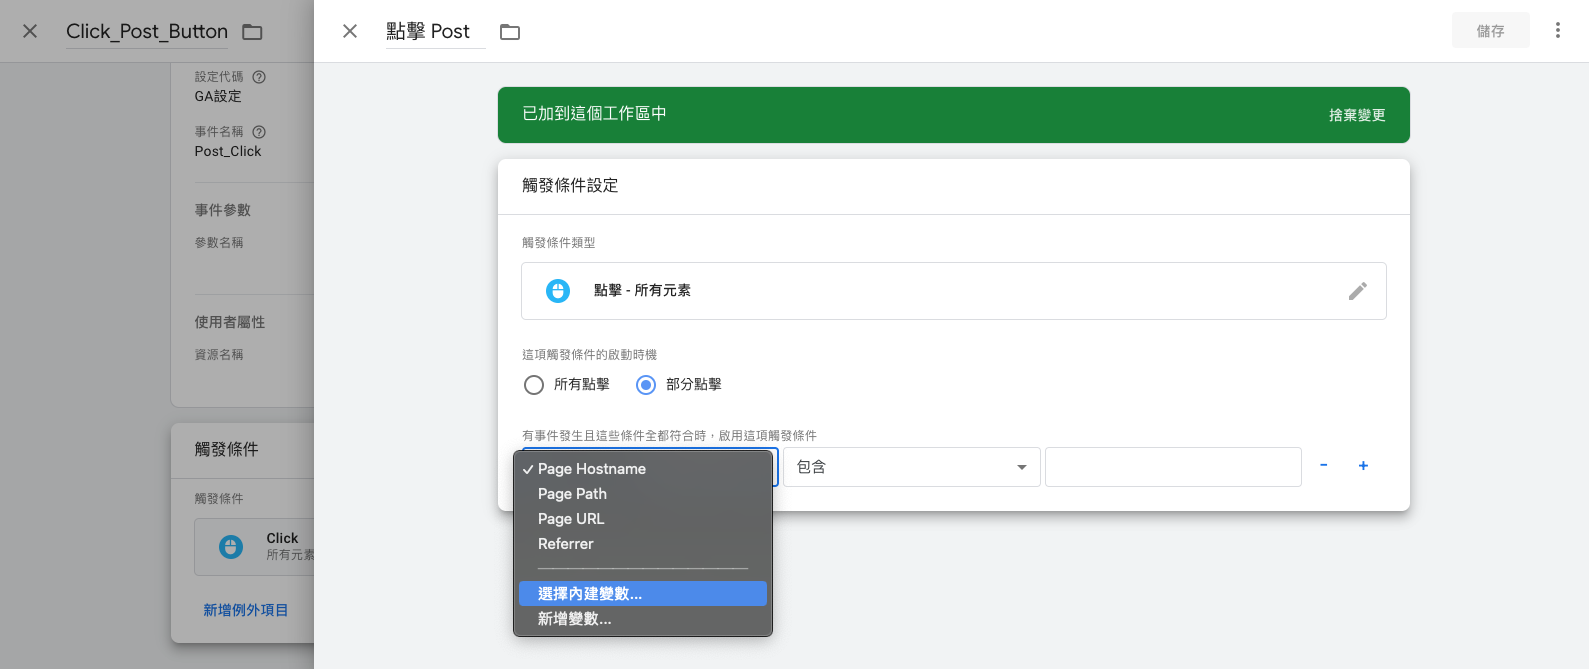 Click_Post_Button
設定代碼
GA設定
事件名稱
Post_Click
事件參數
參數名稱
使用者屬性
資源名稱
觸發條件
觸發條件
Click
所有元素
新增例外項目
點擊 Post
儲存
已加到這個工作區中
捨棄變更
觸發條件設定
觸發條件類型
點擊 - 所有元素
這項觸發條件的啟動時機
所有點擊
部分點擊
有事件發生且這些條件全都符合時，啟用這項觸發條件
Page Hostname
包含
Page Path
Page URL
Referrer
選擇內建變數...
新增變數...